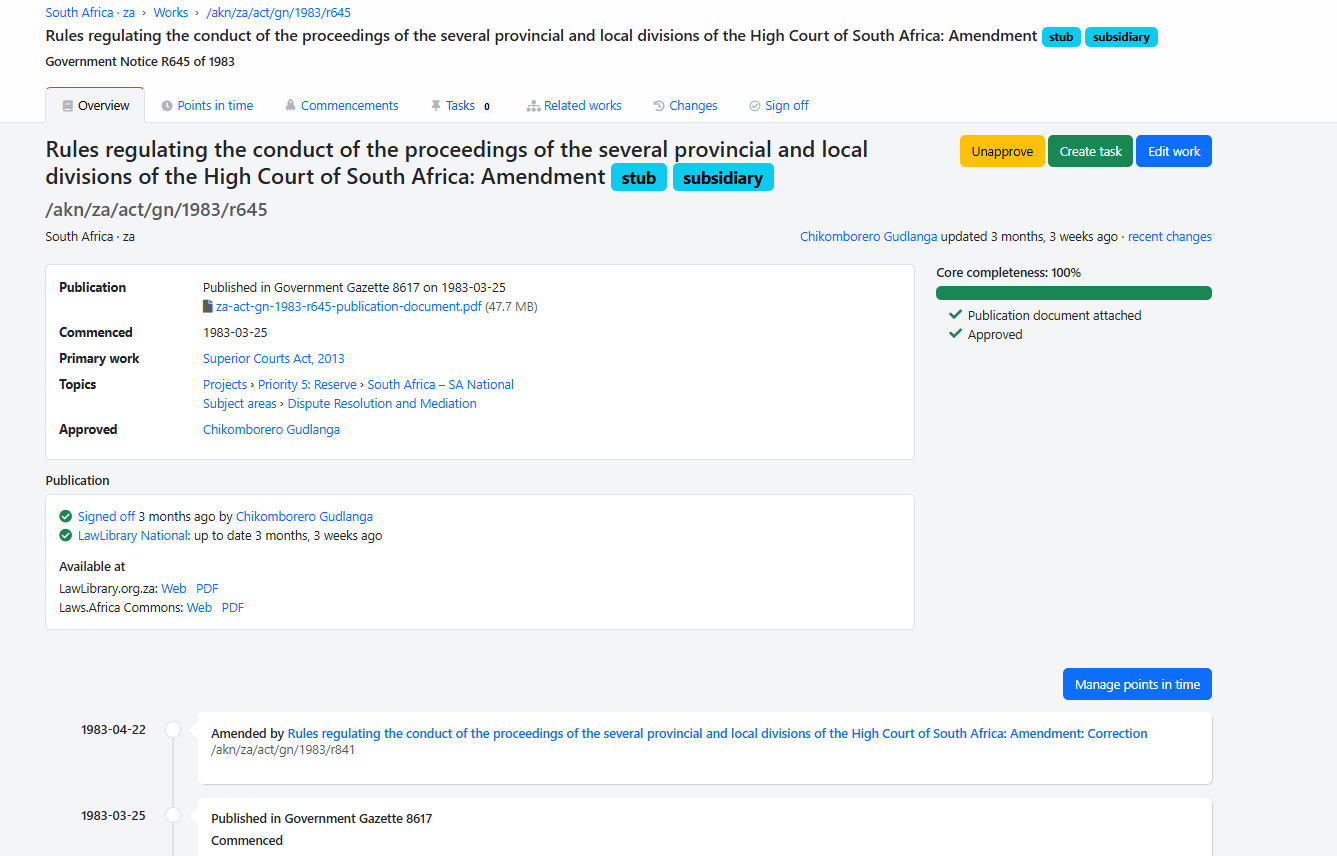 South Africa · za › Works › /akn/za/act/gn/1983/r645
Rules regulating the conduct of the proceedings of the several provincial and local divisions of the High Court of South Africa: Amendment stub subsidiary
Government Notice R645 of 1983
Overview Points in time Commencements Tasks 0 Related works Changes Sign off
Rules regulating the conduct of the proceedings of the several provincial and local
divisions of the High Court of South Africa: Amendment stub subsidiary
Unapprove Create task Edit work
/akn/za/act/gn/1983/r645
South Africa · za
Chikomborero Gudlanga updated 3 months, 3 weeks ago · recent changes
Publication Published in Government Gazette 8617 on 1983-03-25
za-act-gn-1983-r645-publication-document.pdf (47.7 MB)
Commenced 1983-03-25
Primary work Superior Courts Act, 2013
Topics Projects › Priority 5: Reserve › South Africa – SA National
Subject areas › Dispute Resolution and Mediation
Approved Chikomborero Gudlanga
Core completeness: 100%
Publication document attached
Approved
Publication
Signed off 3 months ago by Chikomborero Gudlanga
LawLibrary National: up to date 3 months, 3 weeks ago
Available at
LawLibrary.org.za: Web PDF
Laws.Africa Commons: Web PDF
Manage points in time
1983-04-22 Amended by Rules regulating the conduct of the proceedings of the several provincial and local divisions of the High Court of South Africa: Amendment: Correction
/akn/za/act/gn/1983/r841
1983-03-25 Published in Government Gazette 8617
Commenced